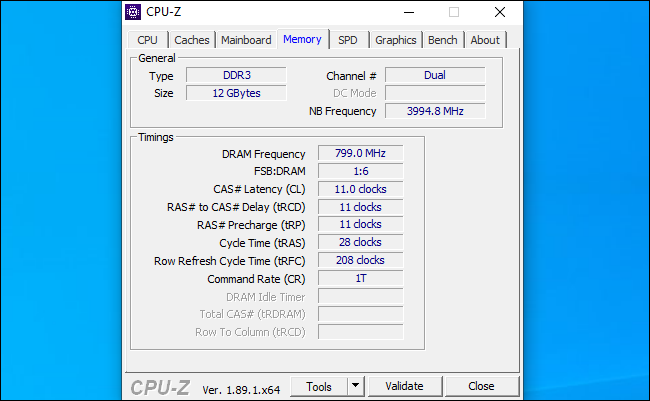 CPU-Z
CPU Caches Mainboard Memory SPD Graphics Bench About
General
Type DDR3 Channel # Dual
Size 12 GBytes DC Mode
NB Frequency 3994.8 MHz
Timings
DRAM Frequency 799.0 MHz
FSB:DRAM 1:6
CAS# Latency (CL) 11.0 clocks
RAS# to CAS# Delay (tRCD) 11 clocks
RAS# Precharge (tRP) 11 clocks
Cycle Time (tRAS) 28 clocks
Row Refresh Cycle Time (tRFC) 208 clocks
Command Rate (CR) 1T
DRAM Idle Timer
Total CAS# (tRDRAM)
Row To Column (tRCD)
CPU-Z Ver. 1.89.1.x64 Tools Validate Close